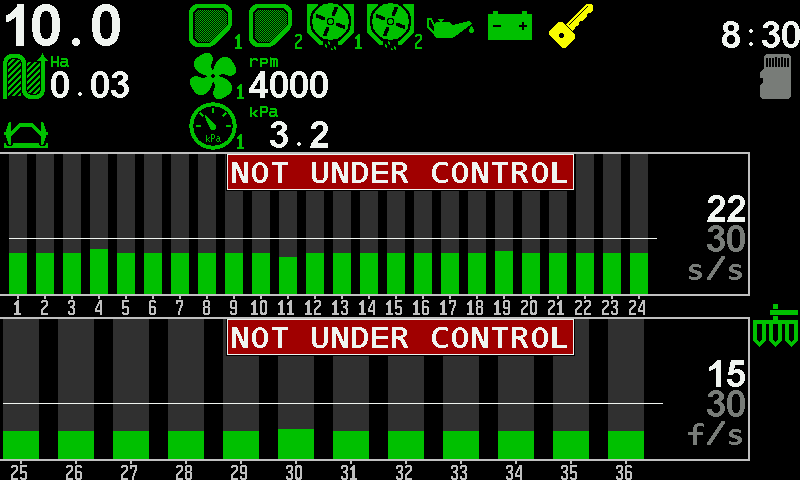 10.0
1 2 1 2
8:30
Ha
0.03
rpm
1 4000
kPa
kPa 1 3.2
NOT UNDER CONTROL
22
30
s/s
1 2 3 4 5 6 7 8 9 10 11 12 13 14 15 16 17 18 19 20 21 22 23 24
NOT UNDER CONTROL
15
30
f/s
25 26 27 28 29 30 31 32 33 34 35 36